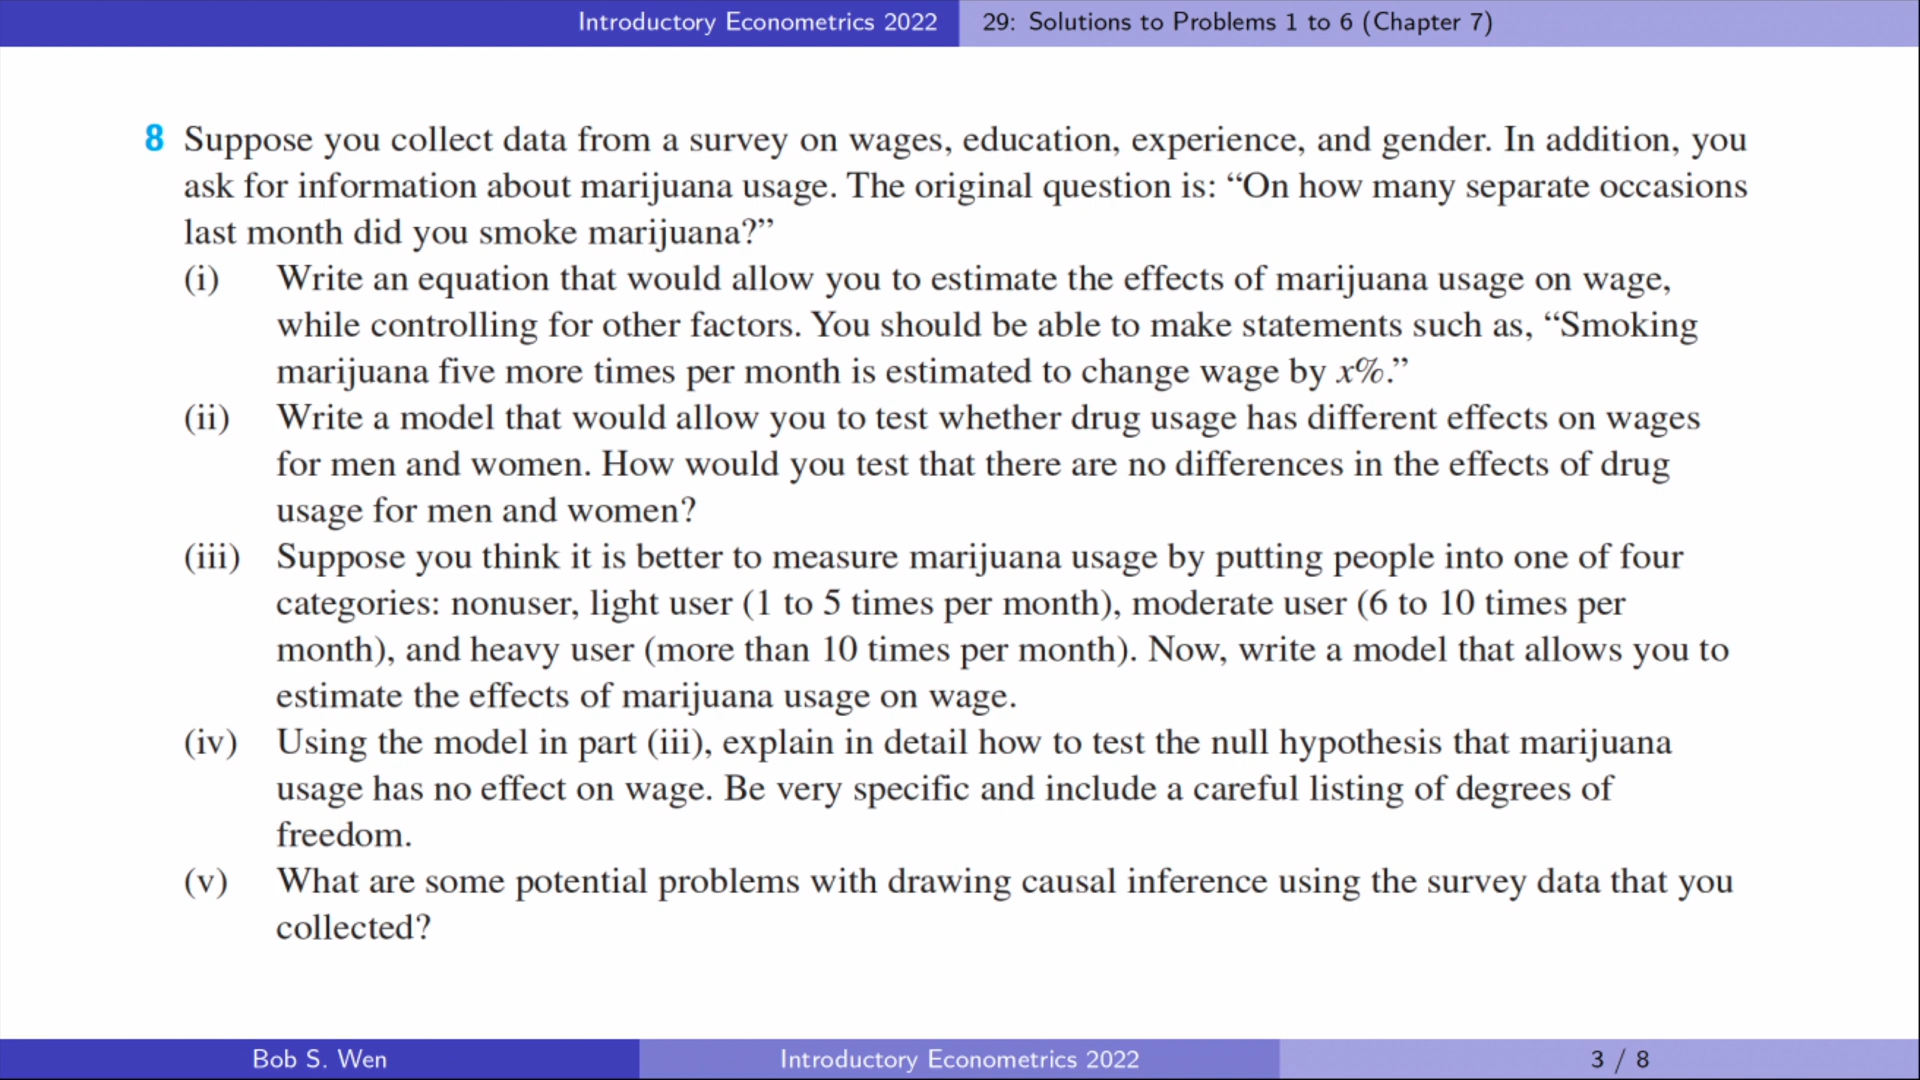 Introductory Econometrics 2022 29: Solutions to Problems 1 to 6 (Chapter 7)
8 Suppose you collect data from a survey on wages, education, experience, and gender. In addition, you
ask for information about marijuana usage. The original question is: “On how many separate occasions
last month did you smoke marijuana?”
(i) Write an equation that would allow you to estimate the effects of marijuana usage on wage,
while controlling for other factors. You should be able to make statements such as, “Smoking
marijuana five more times per month is estimated to change wage by x%.”
(ii) Write a model that would allow you to test whether drug usage has different effects on wages
for men and women. How would you test that there are no differences in the effects of drug
usage for men and women?
(iii) Suppose you think it is better to measure marijuana usage by putting people into one of four
categories: nonuser, light user (1 to 5 times per month), moderate user (6 to 10 times per
month), and heavy user (more than 10 times per month). Now, write a model that allows you to
estimate the effects of marijuana usage on wage.
(iv) Using the model in part (iii), explain in detail how to test the null hypothesis that marijuana
usage has no effect on wage. Be very specific and include a careful listing of degrees of
freedom.
(v) What are some potential problems with drawing causal inference using the survey data that you
collected?
Bob S. Wen Introductory Econometrics 2022 3 / 8